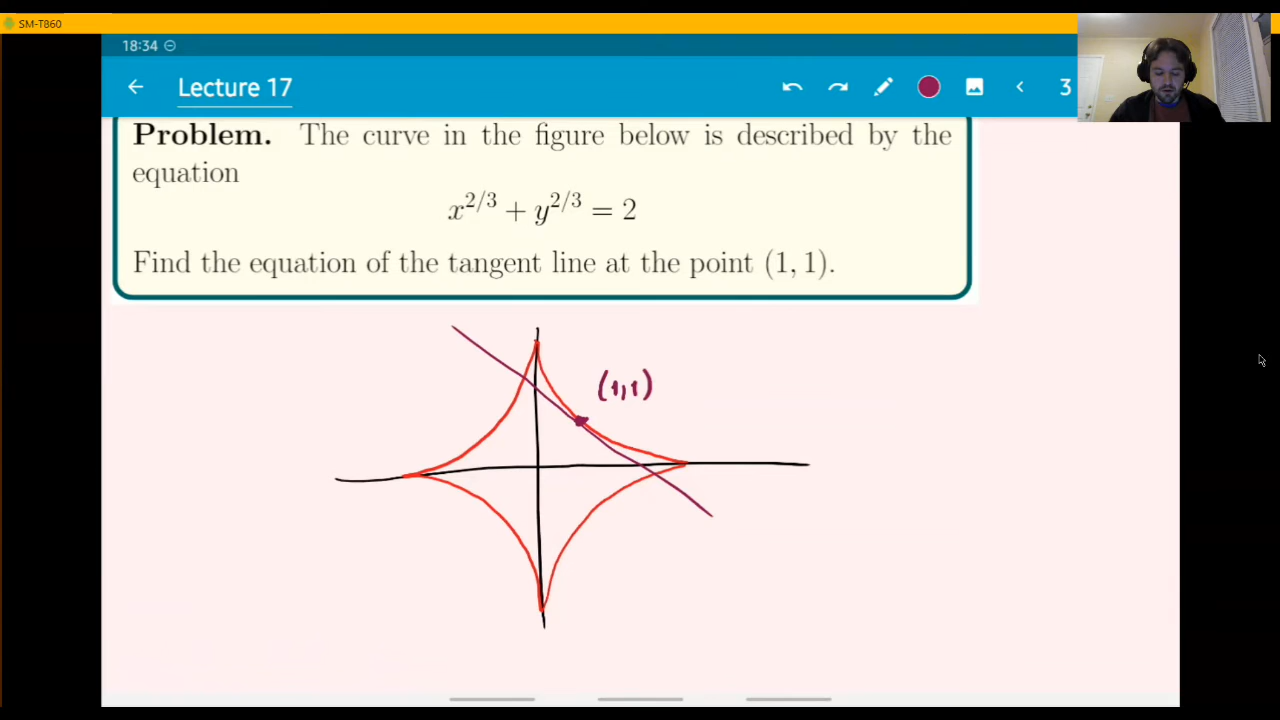 SM-T860
18:34
Lecture 17
3
Problem. The curve in the figure below is described by the
equation
x^{2/3} + y^{2/3} = 2
Find the equation of the tangent line at the point (1, 1).
(1,1)